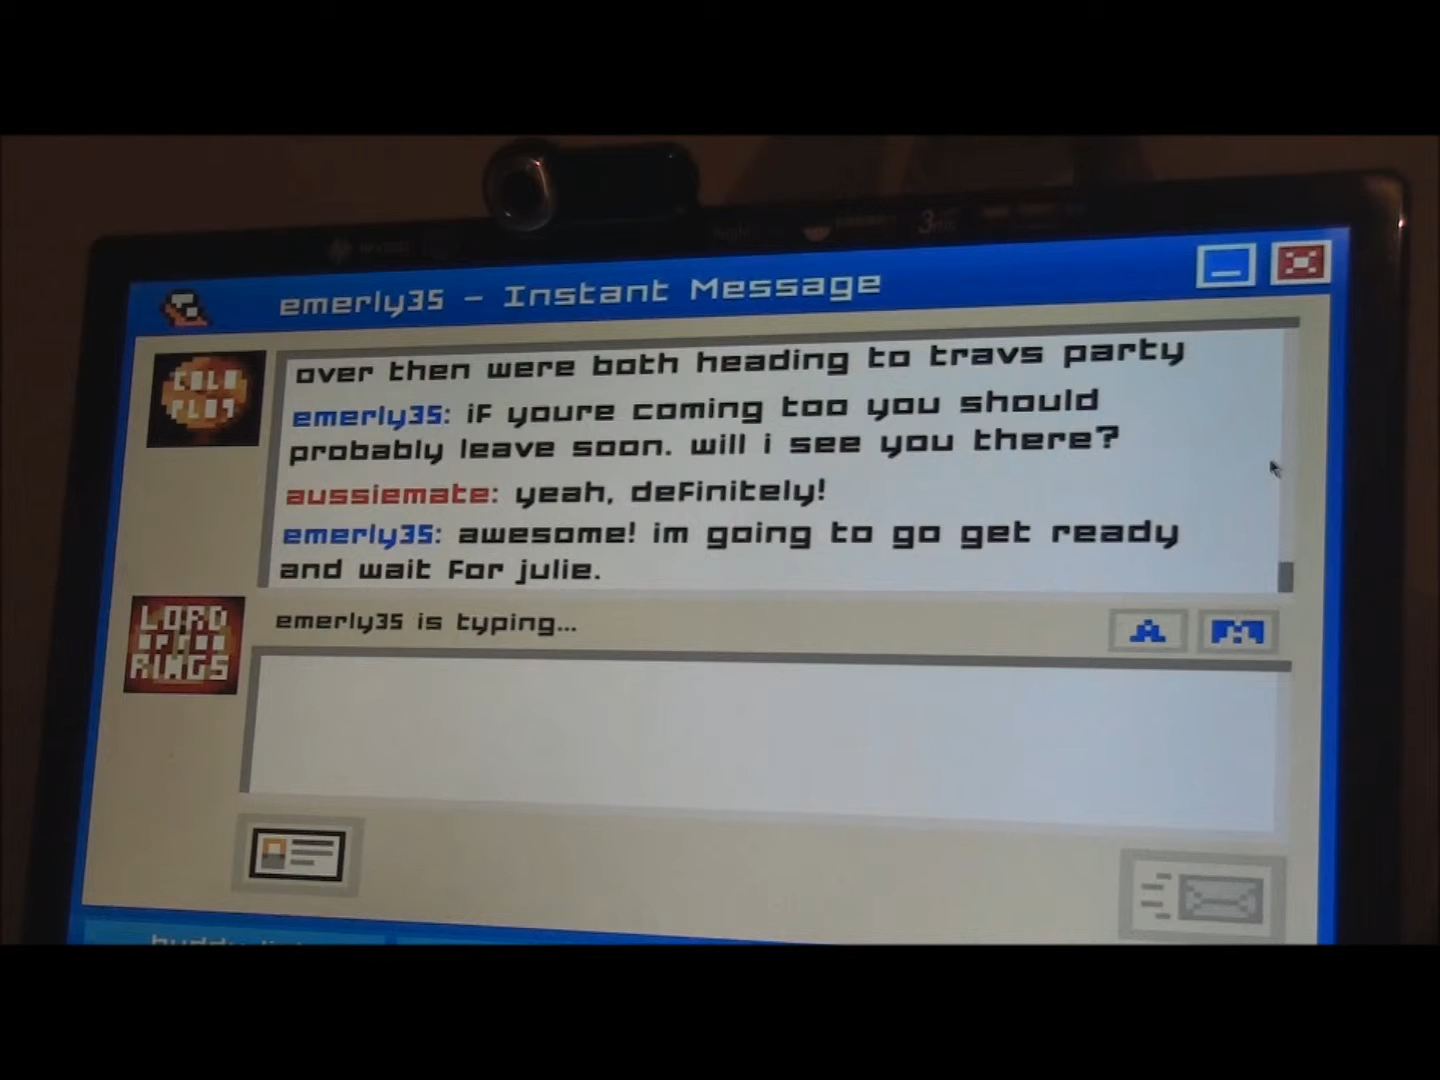 emerly35 - Instant Message
COLD
PLAY
over then were both heading to travs party
emerly35: if youre coming too you should
probably leave soon. will i see you there?
aussiemate: yeah, definitely!
emerly35: awesome! im going to go get ready
and wait for julie.
LORD
OF THE
RINGS
emerly35 is typing...
A